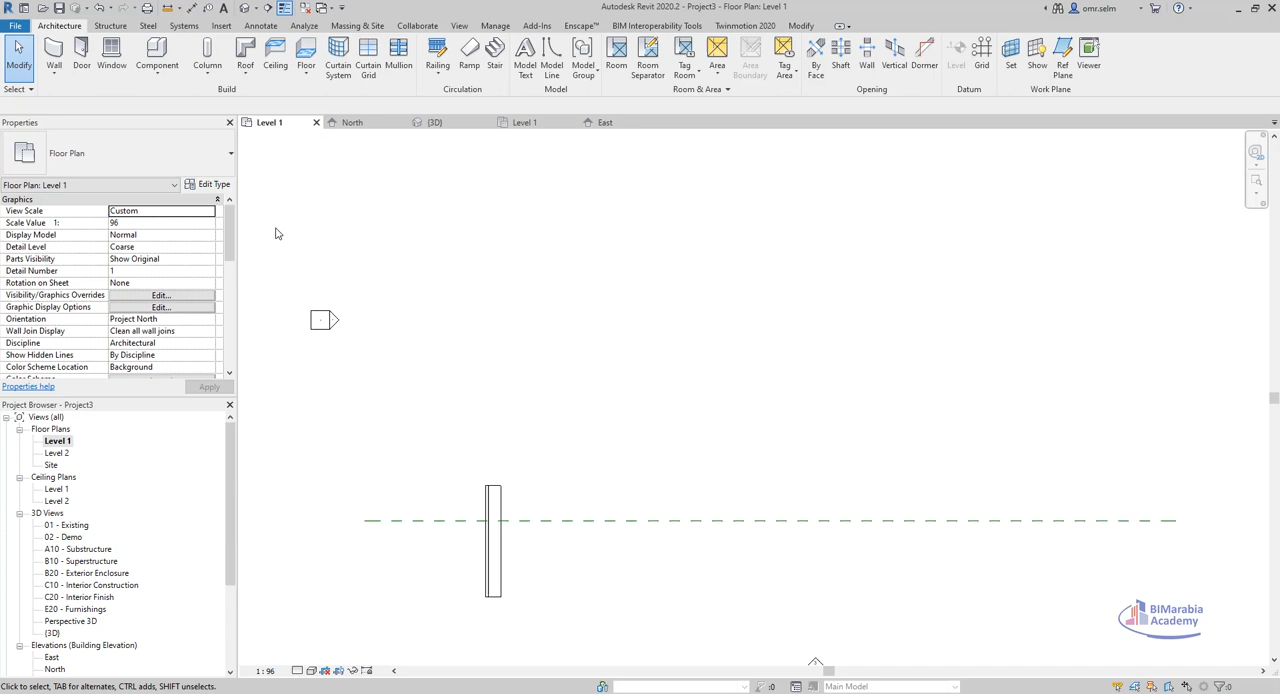 Autodesk Revit 2020.2 - Project3 - Floor Plan: Level 1
omr.selm
File Architecture Structure Steel Systems Insert Annotate Analyze Massing & Site Collaborate View Manage Add-Ins Enscape™ BIM Interoperability Tools Twinmotion 2020 Modify
Modify Wall Door Window Component Column Roof Ceiling Floor Curtain System Curtain Grid Mullion Railing Ramp Stair Model Text Model Line Model Group Room Room Separator Tag Room Area Area Boundary Tag Area By Face Shaft Wall Vertical Dormer Level Grid Set Show Ref Plane Viewer
Select Build Circulation Model Room & Area Opening Datum Work Plane
Properties
Level 1 North {3D} Level 1 East
Floor Plan
Floor Plan: Level 1 Edit Type
Graphics
View Scale Custom
Scale Value 1: 96
Display Model Normal
Detail Level Coarse
Parts Visibility Show Original
Detail Number 1
Rotation on Sheet None
Visibility/Graphics Overrides Edit...
Graphic Display Options Edit...
Orientation Project North
Wall Join Display Clean all wall joins
Discipline Architectural
Show Hidden Lines By Discipline
Color Scheme Location Background
Properties help Apply
Project Browser - Project3
Views (all)
Floor Plans
Level 1
Level 2
Site
Ceiling Plans
Level 1
Level 2
3D Views
01 - Existing
02 - Demo
A10 - Substructure
B10 - Superstructure
B20 - Exterior Enclosure
C10 - Interior Construction
C20 - Interior Finish
E20 - Furnishings
Perspective 3D
{3D}
Elevations (Building Elevation)
East
North
BIMarabia
Academy
1 : 96
Click to select, TAB for alternates, CTRL adds, SHIFT unselects.
:0 Main Model :0